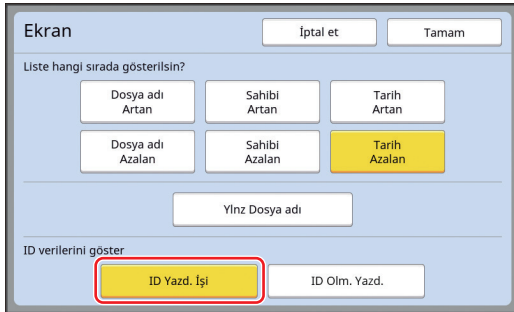 Ekran
İptal et
Tamam
Liste hangi sırada gösterilsin?
Dosya adı
Artan
Sahibi
Artan
Tarih
Artan
Dosya adı
Azalan
Sahibi
Azalan
Tarih
Azalan
Ylnz Dosya adı
ID verilerini göster
ID Yazd. İşi
ID Olm. Yazd.